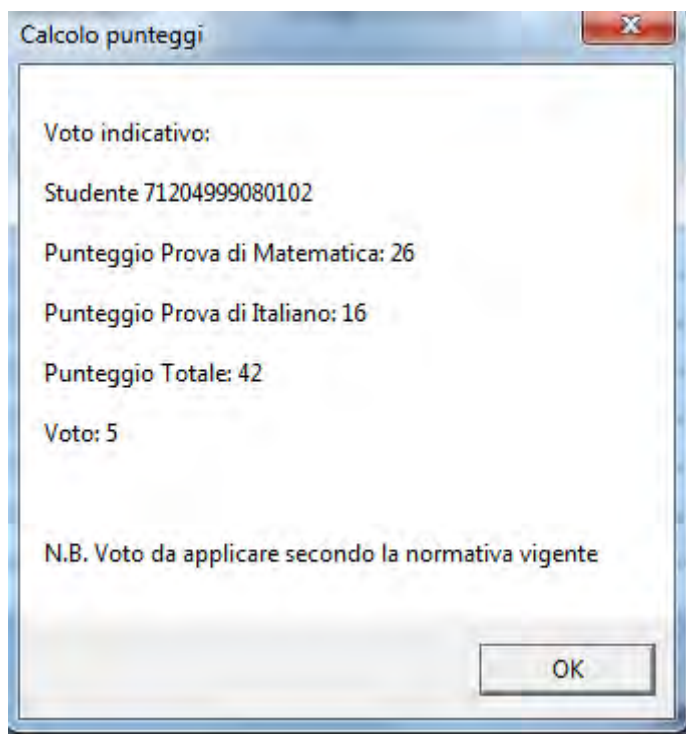 Calcolo punteggi
Voto indicativo:
Studente 71204999080102
Punteggio Prova di Matematica: 26
Punteggio Prova di Italiano: 16
Punteggio Totale: 42
Voto: 5
N.B. Voto da applicare secondo la normativa vigente
OK